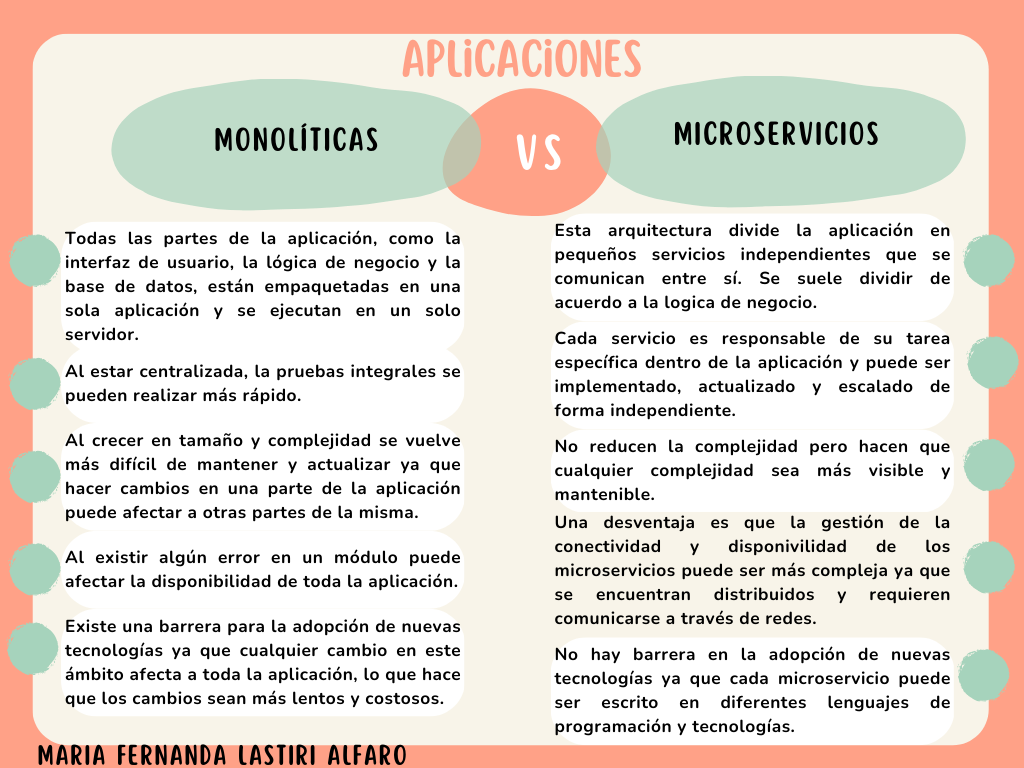 APLiCACiONES
MONOLÍTICAS
VS
MICROSERVICIOS
Todas las partes de la aplicación, como la
interfaz de usuario, la lógica de negocio y la
base de datos, están empaquetadas en una
sola aplicación y se ejecutan en un solo
servidor.
Al estar centralizada, la pruebas integrales se
pueden realizar más rápido.
Al crecer en tamaño y complejidad se vuelve
más difícil de mantener y actualizar ya que
hacer cambios en una parte de la aplicación
puede afectar a otras partes de la misma.
Al existir algún error en un módulo puede
afectar la disponibilidad de toda la aplicación.
Existe una barrera para la adopción de nuevas
tecnologías ya que cualquier cambio en este
ámbito afecta a toda la aplicación, lo que hace
que los cambios sean más lentos y costosos.
Esta arquitectura divide la aplicación en
pequeños servicios independientes que se
comunican entre sí. Se suele dividir de
acuerdo a la logica de negocio.
Cada servicio es responsable de su tarea
específica dentro de la aplicación y puede ser
implementado, actualizado y escalado de
forma independiente.
No reducen la complejidad pero hacen que
cualquier complejidad sea más visible y
mantenible.
Una desventaja es que la gestión de la
conectividad y disponivilidad de los
microservicios puede ser más compleja ya que
se encuentran distribuidos y requieren
comunicarse a través de redes.
No hay barrera en la adopción de nuevas
tecnologías ya que cada microservicio puede
ser escrito en diferentes lenguajes de
programación y tecnologías.
MARIA FERNANDA LASTIRI ALFARO